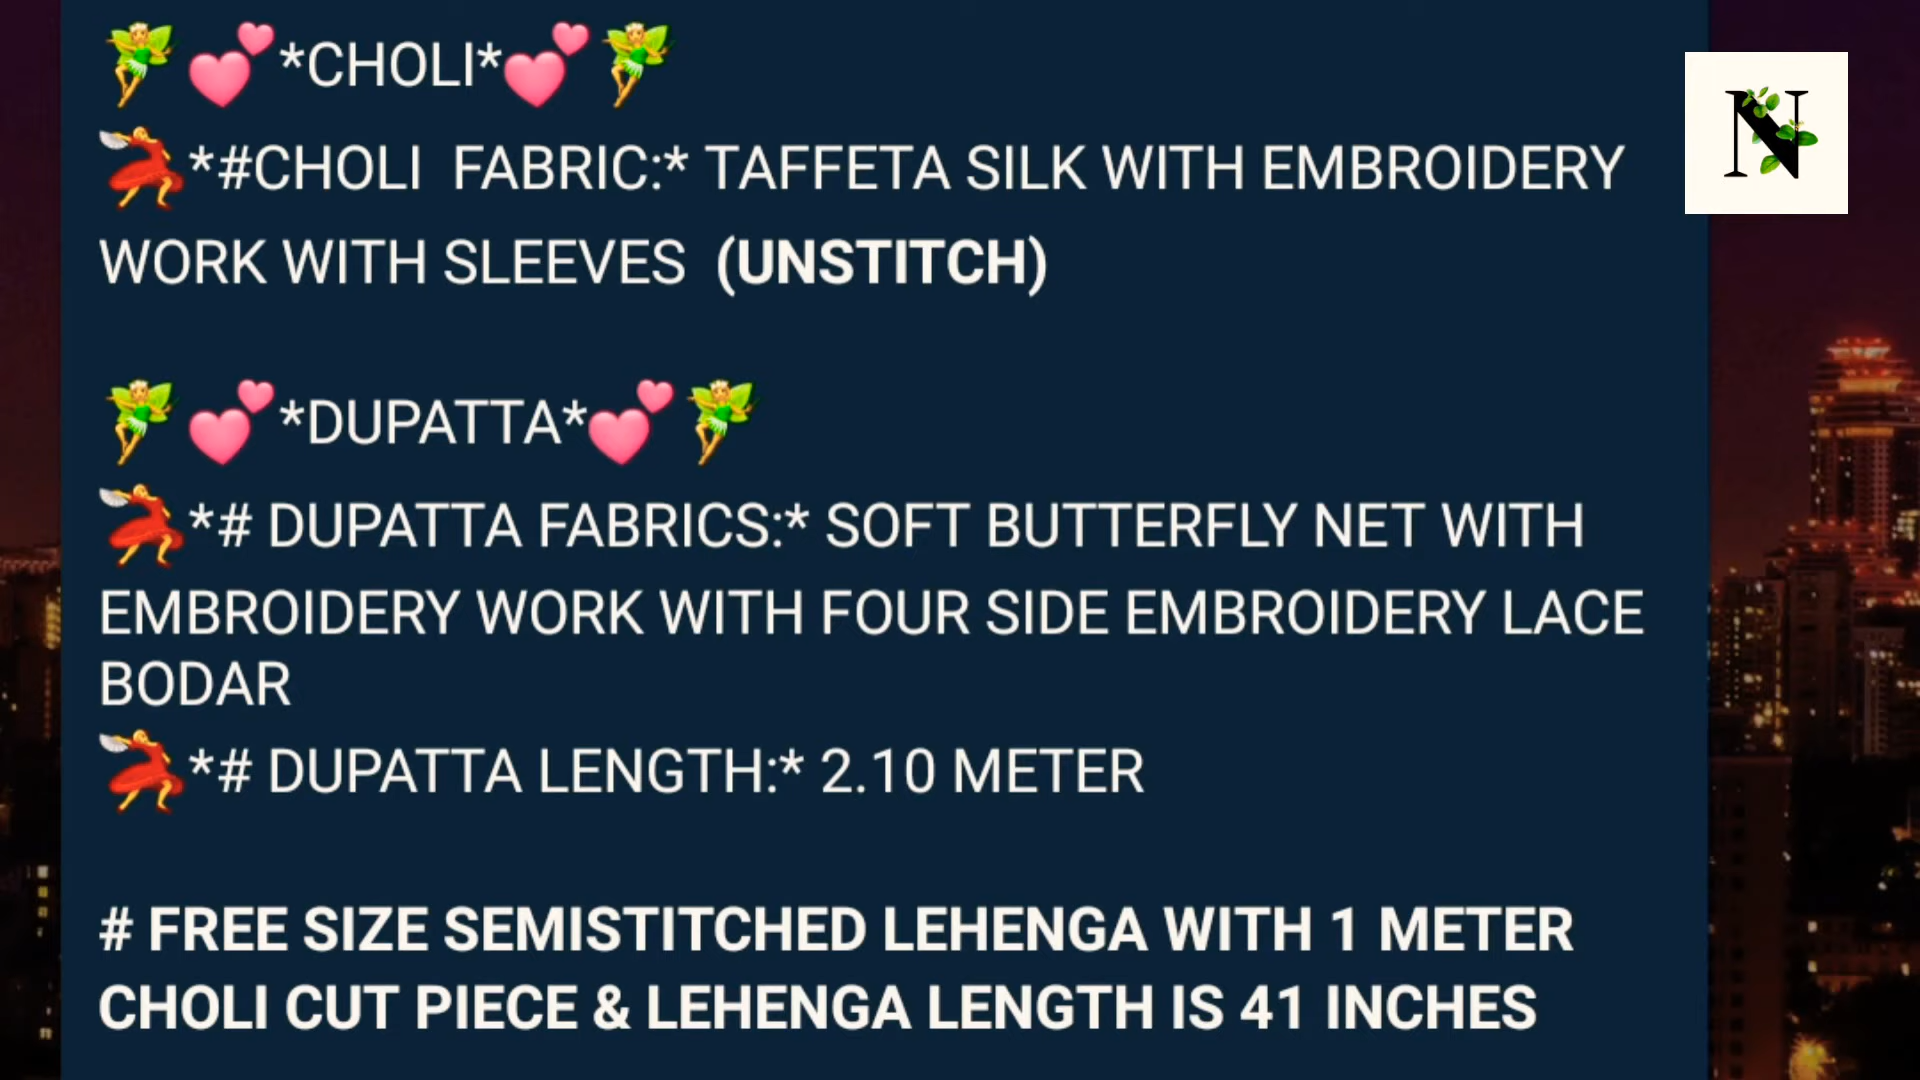 🧚💕*CHOLI*💕🧚
💃*#CHOLI  FABRIC:* TAFFETA SILK WITH EMBROIDERY
WORK WITH SLEEVES  (UNSTITCH)
🧚💕*DUPATTA*💕🧚
💃*# DUPATTA FABRICS:* SOFT BUTTERFLY NET WITH
EMBROIDERY WORK WITH FOUR SIDE EMBROIDERY LACE
BODAR
💃*# DUPATTA LENGTH:* 2.10 METER
# FREE SIZE SEMISTITCHED LEHENGA WITH 1 METER
CHOLI CUT PIECE & LEHENGA LENGTH IS 41 INCHES
N